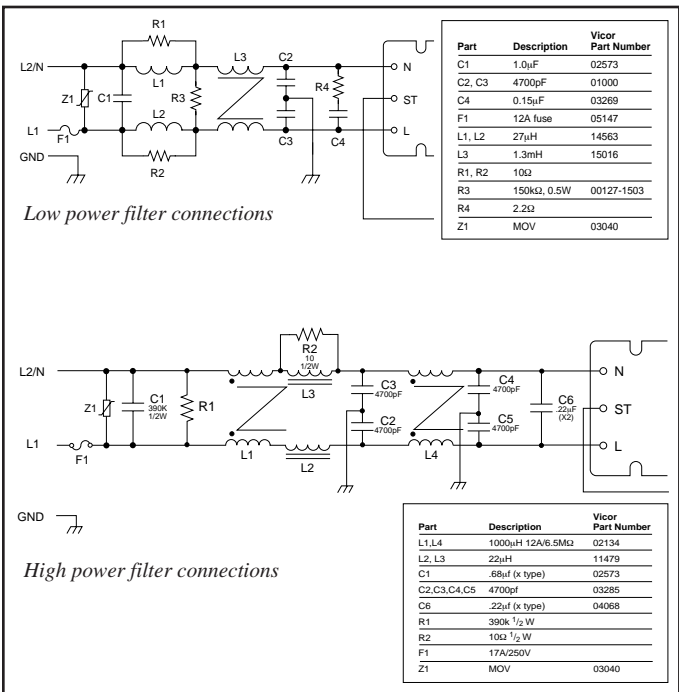 R1
L3
C2
L2/N
N
Z1
C1
L1
R3
R4
ST
L2
L1
L
F1
C3
C4
GND
R2
Low power filter connections
Part Description Vicor Part Number
C1 1.0µF 02573
C2, C3 4700pF 01000
C4 0.15µF 03269
F1 12A fuse 05147
L1, L2 27µH 14563
L3 1.3mH 15016
R1, R2 10Ω
R3 150kΩ, 0.5W 00127-1503
R4 2.2Ω
Z1 MOV 03040
R2
10
1/2W
L2/N
N
L3
C3
4700pF
C4
4700pF
Z1
C1
390K
1/2W
R1
C6
.22µF
(X2)
ST
C2
4700pF
C5
4700pF
L1
L
F1
L1
L2
L4
GND
High power filter connections
Part Description Vicor Part Number
L1,L4 1000µH 12A/6.5MΩ 02134
L2, L3 22µH 11479
C1 .68µf (x type) 02573
C2,C3,C4,C5 4700pf 03285
C6 .22µf (x type) 04068
R1 390k 1/2 W
R2 10Ω 1/2 W
F1 17A/250V
Z1 MOV 03040